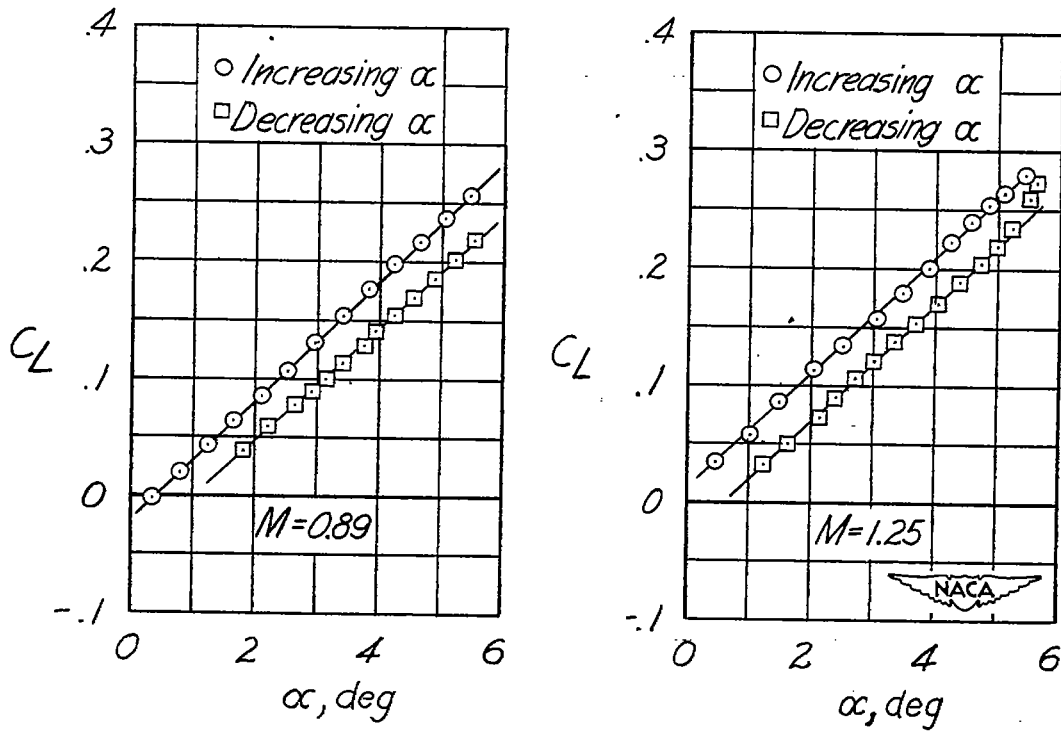 .4
.3
.2
.1
0
-.1
C_L
○ Increasing α
□ Decreasing α
M=0.89
0 2 4 6
α, deg
.4
.3
.2
.1
0
-.1
C_L
○ Increasing α
□ Decreasing α
M=1.25
NACA
0 2 4 6
α, deg